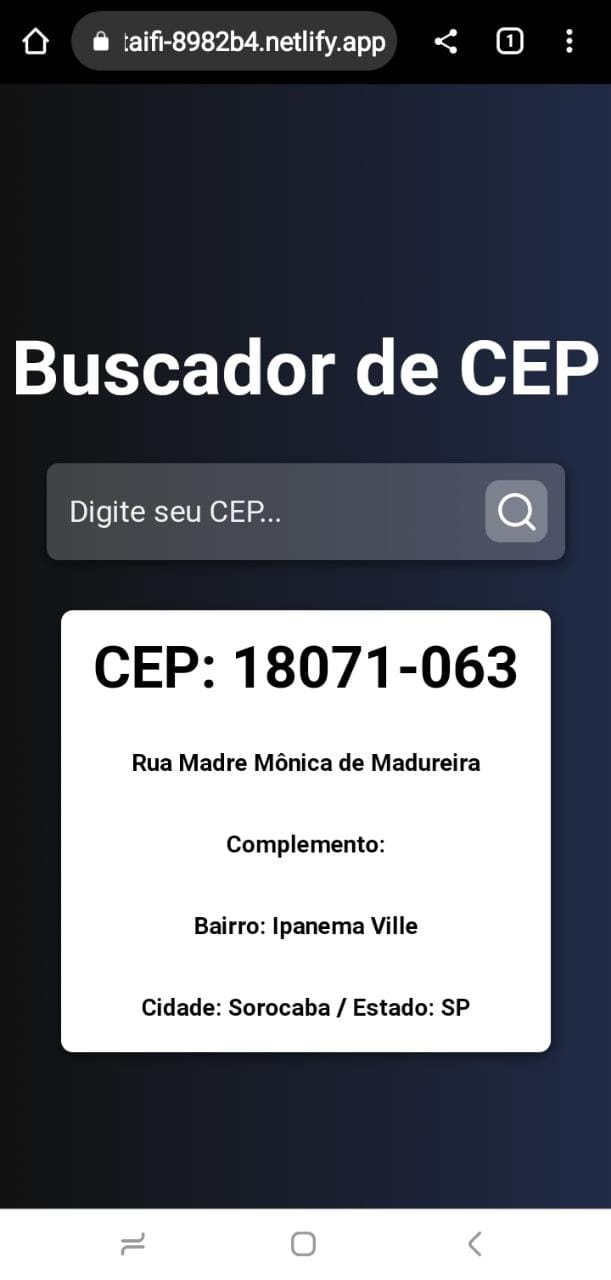 taifi-8982b4.netlify.app
1
Buscador de CEP
Digite seu CEP...
CEP: 18071-063
Rua Madre Mônica de Madureira
Complemento:
Bairro: Ipanema Ville
Cidade: Sorocaba / Estado: SP